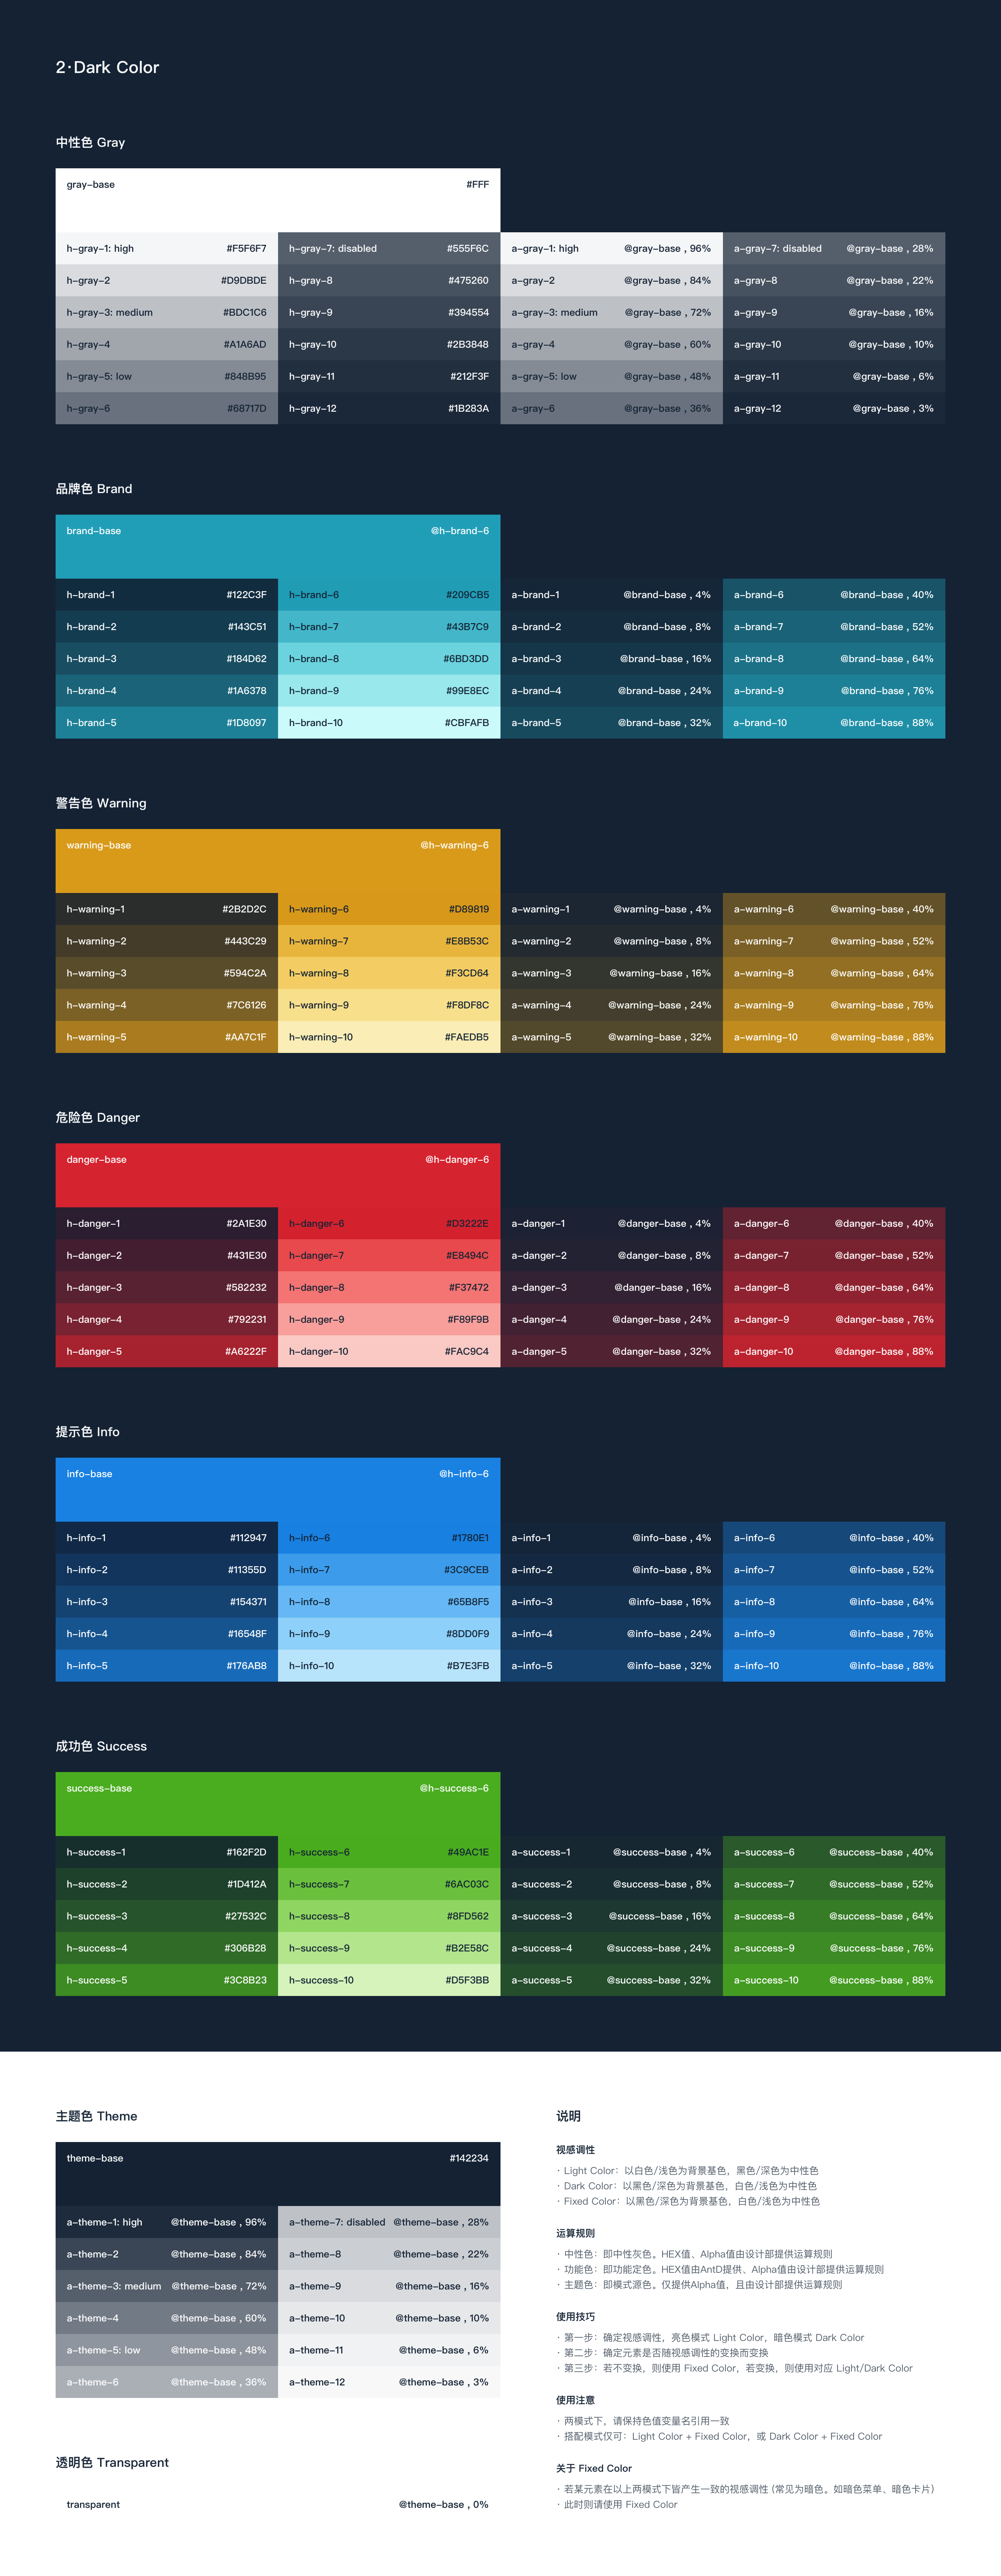 2·Dark Color
中性色 Gray
gray-base #FFF
h-gray-1: high #F5F6F7 h-gray-7: disabled #555F6C a-gray-1: high @gray-base , 96% a-gray-7: disabled @gray-base , 28%
h-gray-2 #D9DBDE h-gray-8 #475260 a-gray-2 @gray-base , 84% a-gray-8 @gray-base , 22%
h-gray-3: medium #BDC1C6 h-gray-9 #394554 a-gray-3: medium @gray-base , 72% a-gray-9 @gray-base , 16%
h-gray-4 #A1A6AD h-gray-10 #2B3848 a-gray-4 @gray-base , 60% a-gray-10 @gray-base , 10%
h-gray-5: low #848B95 h-gray-11 #212F3F a-gray-5: low @gray-base , 48% a-gray-11 @gray-base , 6%
h-gray-6 #68717D h-gray-12 #1B283A a-gray-6 @gray-base , 36% a-gray-12 @gray-base , 3%
品牌色 Brand
brand-base @h-brand-6
h-brand-1 #122C3F h-brand-6 #209CB5 a-brand-1 @brand-base , 4% a-brand-6 @brand-base , 40%
h-brand-2 #143C51 h-brand-7 #43B7C9 a-brand-2 @brand-base , 8% a-brand-7 @brand-base , 52%
h-brand-3 #184D62 h-brand-8 #6BD3DD a-brand-3 @brand-base , 16% a-brand-8 @brand-base , 64%
h-brand-4 #1A6378 h-brand-9 #99E8EC a-brand-4 @brand-base , 24% a-brand-9 @brand-base , 76%
h-brand-5 #1D8097 h-brand-10 #CBFAFB a-brand-5 @brand-base , 32% a-brand-10 @brand-base , 88%
警告色 Warning
warning-base @h-warning-6
h-warning-1 #2B2D2C h-warning-6 #D89819 a-warning-1 @warning-base , 4% a-warning-6 @warning-base , 40%
h-warning-2 #443C29 h-warning-7 #E8B53C a-warning-2 @warning-base , 8% a-warning-7 @warning-base , 52%
h-warning-3 #594C2A h-warning-8 #F3CD64 a-warning-3 @warning-base , 16% a-warning-8 @warning-base , 64%
h-warning-4 #7C6126 h-warning-9 #F8DF8C a-warning-4 @warning-base , 24% a-warning-9 @warning-base , 76%
h-warning-5 #AA7C1F h-warning-10 #FAEDB5 a-warning-5 @warning-base , 32% a-warning-10 @warning-base , 88%
危险色 Danger
danger-base @h-danger-6
h-danger-1 #2A1E30 h-danger-6 #D3222E a-danger-1 @danger-base , 4% a-danger-6 @danger-base , 40%
h-danger-2 #431E30 h-danger-7 #E8494C a-danger-2 @danger-base , 8% a-danger-7 @danger-base , 52%
h-danger-3 #582232 h-danger-8 #F37472 a-danger-3 @danger-base , 16% a-danger-8 @danger-base , 64%
h-danger-4 #792231 h-danger-9 #F89F9B a-danger-4 @danger-base , 24% a-danger-9 @danger-base , 76%
h-danger-5 #A6222F h-danger-10 #FAC9C4 a-danger-5 @danger-base , 32% a-danger-10 @danger-base , 88%
提示色 Info
info-base @h-info-6
h-info-1 #112947 h-info-6 #1780E1 a-info-1 @info-base , 4% a-info-6 @info-base , 40%
h-info-2 #11355D h-info-7 #3C9CEB a-info-2 @info-base , 8% a-info-7 @info-base , 52%
h-info-3 #154371 h-info-8 #65B8F5 a-info-3 @info-base , 16% a-info-8 @info-base , 64%
h-info-4 #16548F h-info-9 #8DD0F9 a-info-4 @info-base , 24% a-info-9 @info-base , 76%
h-info-5 #176AB8 h-info-10 #B7E3FB a-info-5 @info-base , 32% a-info-10 @info-base , 88%
成功色 Success
success-base @h-success-6
h-success-1 #162F2D h-success-6 #49AC1E a-success-1 @success-base , 4% a-success-6 @success-base , 40%
h-success-2 #1D412A h-success-7 #6AC03C a-success-2 @success-base , 8% a-success-7 @success-base , 52%
h-success-3 #27532C h-success-8 #8FD562 a-success-3 @success-base , 16% a-success-8 @success-base , 64%
h-success-4 #306B28 h-success-9 #B2E58C a-success-4 @success-base , 24% a-success-9 @success-base , 76%
h-success-5 #3C8B23 h-success-10 #D5F3BB a-success-5 @success-base , 32% a-success-10 @success-base , 88%
主题色 Theme
theme-base #142234
a-theme-1: high @theme-base , 96% a-theme-7: disabled @theme-base , 28%
a-theme-2 @theme-base , 84% a-theme-8 @theme-base , 22%
a-theme-3: medium @theme-base , 72% a-theme-9 @theme-base , 16%
a-theme-4 @theme-base , 60% a-theme-10 @theme-base , 10%
a-theme-5: low @theme-base , 48% a-theme-11 @theme-base , 6%
a-theme-6 @theme-base , 36% a-theme-12 @theme-base , 3%
透明色 Transparent
transparent @theme-base , 0%
说明
视感调性
· Light Color：以白色/浅色为背景基色，黑色/深色为中性色
· Dark Color：以黑色/深色为背景基色，白色/浅色为中性色
· Fixed Color：以黑色/深色为背景基色，白色/浅色为中性色
运算规则
· 中性色：即中性灰色。HEX值、Alpha值由设计部提供运算规则
· 功能色：即功能定色。HEX值由AntD提供、Alpha值由设计部提供运算规则
· 主题色：即模式源色。仅提供Alpha值，且由设计部提供运算规则
使用技巧
· 第一步：确定视感调性，亮色模式 Light Color，暗色模式 Dark Color
· 第二步：确定元素是否随视感调性的变换而变换
· 第三步：若不变换，则使用 Fixed Color，若变换，则使用对应 Light/Dark Color
使用注意
· 两模式下，请保持色值变量名引用一致
· 搭配模式仅可：Light Color + Fixed Color，或 Dark Color + Fixed Color
关于 Fixed Color
· 若某元素在以上两模式下皆产生一致的视感调性 (常见为暗色。如暗色菜单、暗色卡片)
· 此时则请使用 Fixed Color